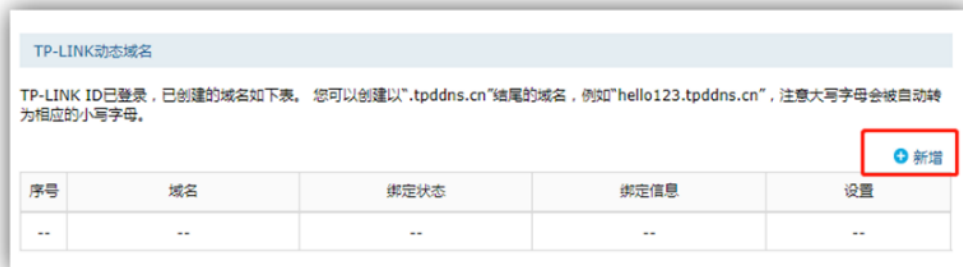 TP-LINK动态域名
TP-LINK ID已登录，已创建的域名如下表。 您可以创建以“.tpddns.cn”结尾的域名，例如“hello123.tpddns.cn”，注意大写字母会被自动转
为相应的小写字母。
新增
序号 域名 绑定状态 绑定信息 设置
-- -- -- -- --